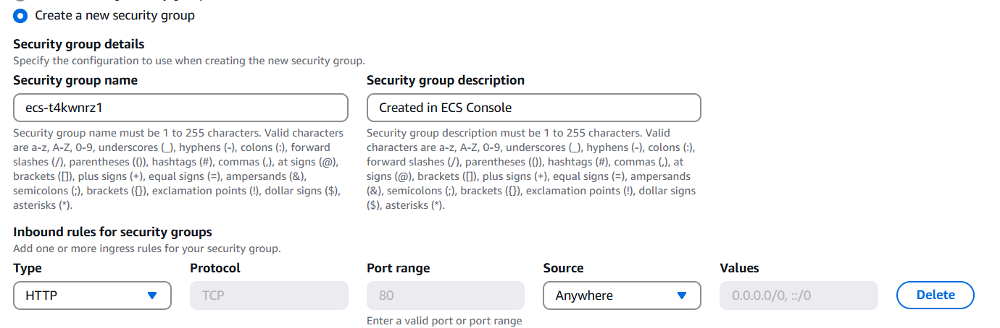 Create a new security group
Security group details
Specify the configuration to use when creating the new security group.
Security group name
Security group description
ecs-t4kwnrz1
Created in ECS Console
Security group name must be 1 to 255 characters. Valid characters
are a-z, A-Z, 0-9, underscores (_), hyphens (-), colons (:), forward
slashes (/), parentheses (()), hashtags (#), commas (,), at signs (@),
brackets ([]), plus signs (+), equal signs (=), ampersands (&),
semicolons (;), brackets ({}), exclamation points (!), dollar signs ($),
asterisks (*).
Security group description must be 1 to 255 characters. Valid
characters are a-z, A-Z, 0-9, underscores (_), hyphens (-), colons (:),
forward slashes (/), parentheses (()), hashtags (#), commas (,), at
signs (@), brackets ([]), plus signs (+), equal signs (=), ampersands
(&), semicolons (;), brackets ({}), exclamation points (!), dollar signs
($), asterisks (*).
Inbound rules for security groups
Add one or more ingress rules for your security group.
Type
Protocol
Port range
Source
Values
HTTP
TCP
80
Anywhere
0.0.0.0/0, ::/0
Delete
Enter a valid port or port range